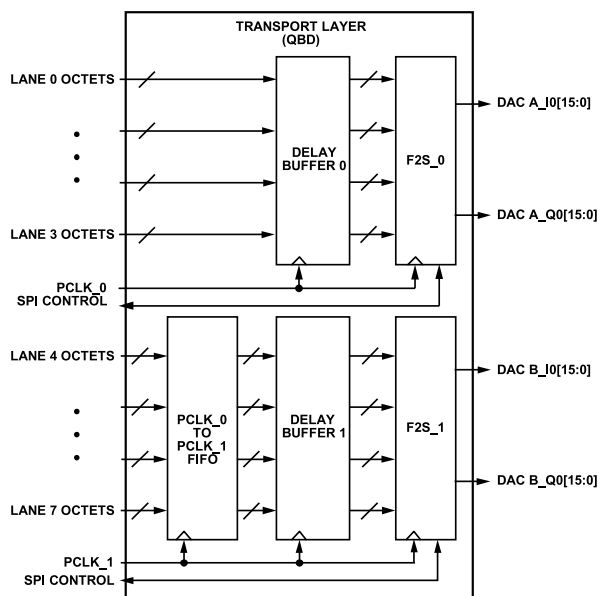 TRANSPORT LAYER
(QBD)
LANE 0 OCTETS
LANE 3 OCTETS
DELAY
BUFFER 0
F2S_0
DAC A_I0[15:0]
DAC A_Q0[15:0]
PCLK_0
SPI CONTROL
LANE 4 OCTETS
LANE 7 OCTETS
PCLK_0
TO
PCLK_1
FIFO
DELAY
BUFFER 1
F2S_1
DAC B_I0[15:0]
DAC B_Q0[15:0]
PCLK_1
SPI CONTROL